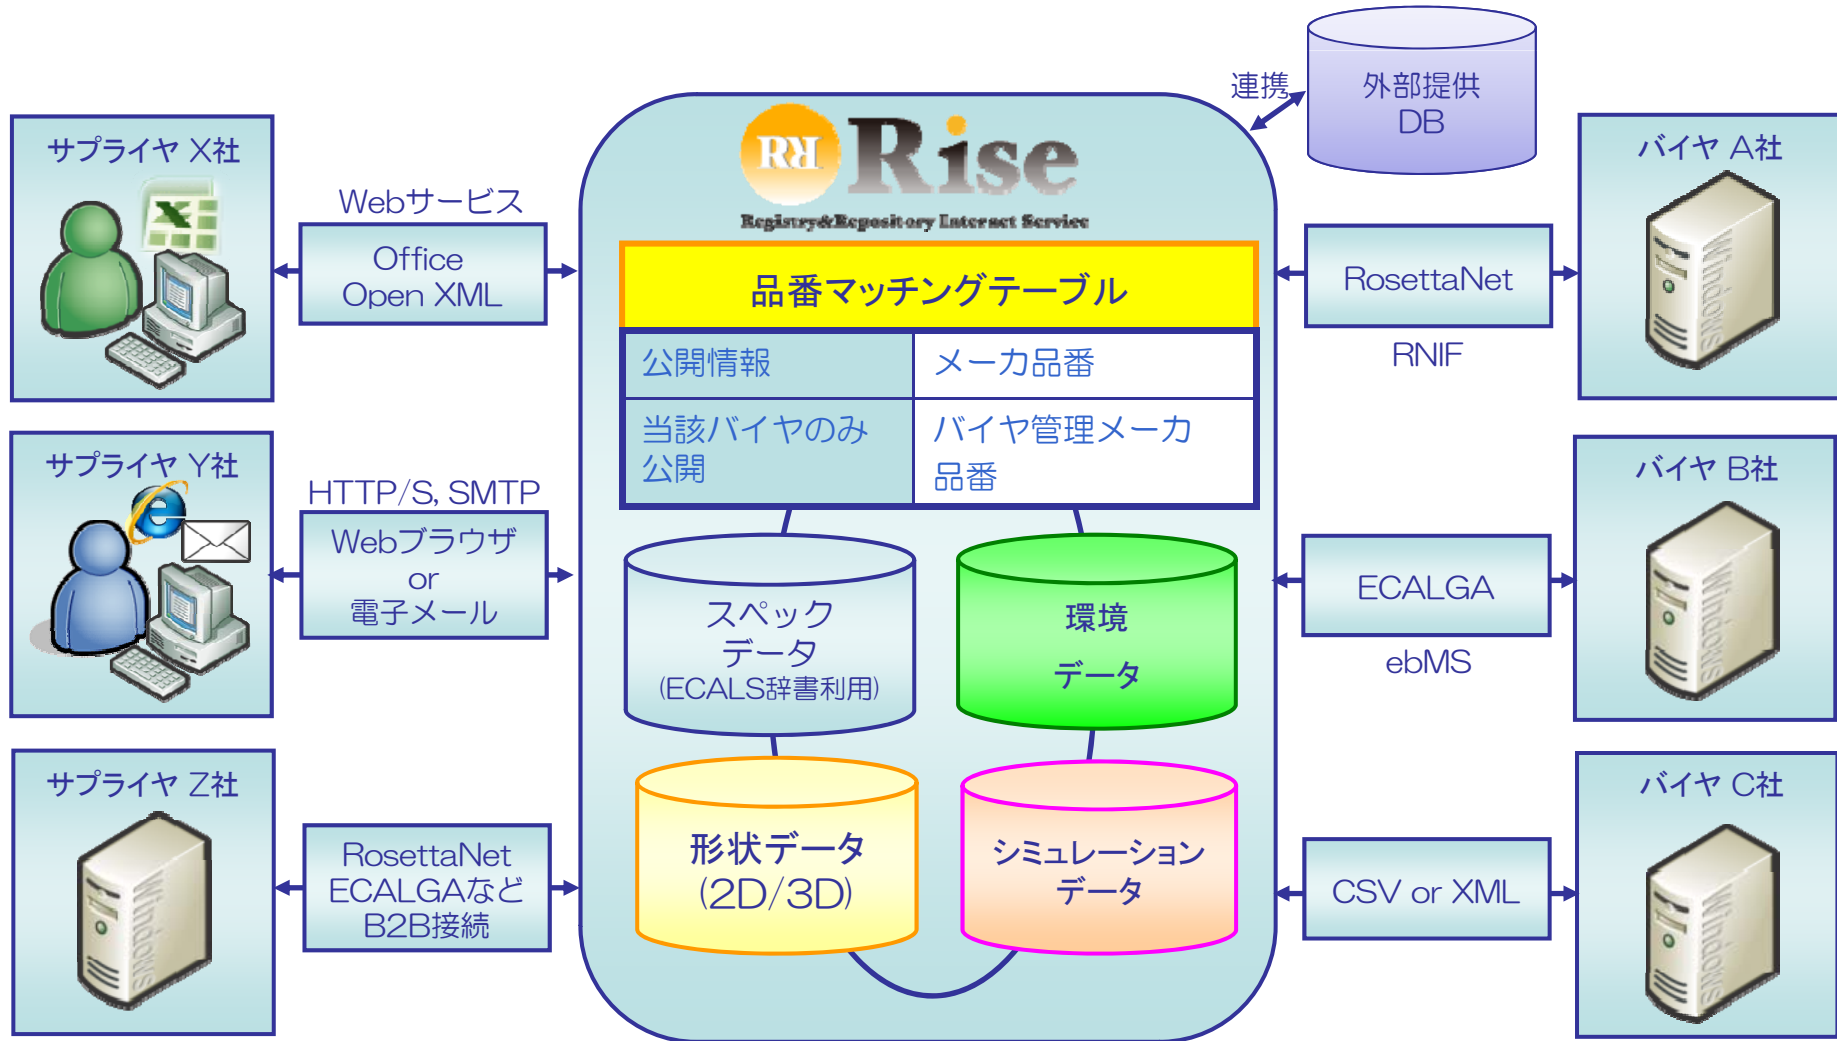 サプライヤ X社
Webサービス
Office
Open XML
サプライヤ Y社
HTTP/S, SMTP
Webブラウザ
or
電子メール
サプライヤ Z社
RosettaNet
ECALGAなど
B2B接続
RR Rise
Registry&Repository Internet Service
品番マッチングテーブル
公開情報
メーカ品番
当該バイヤのみ
公開
バイヤ管理メーカ
品番
スペック
データ
(ECALS辞書利用)
環境
データ
形状データ
(2D/3D)
シミュレーション
データ
連携
外部提供
DB
バイヤ A社
Windows
RosettaNet
RNIF
バイヤ B社
Windows
ECALGA
ebMS
バイヤ C社
Windows
CSV or XML
Windows